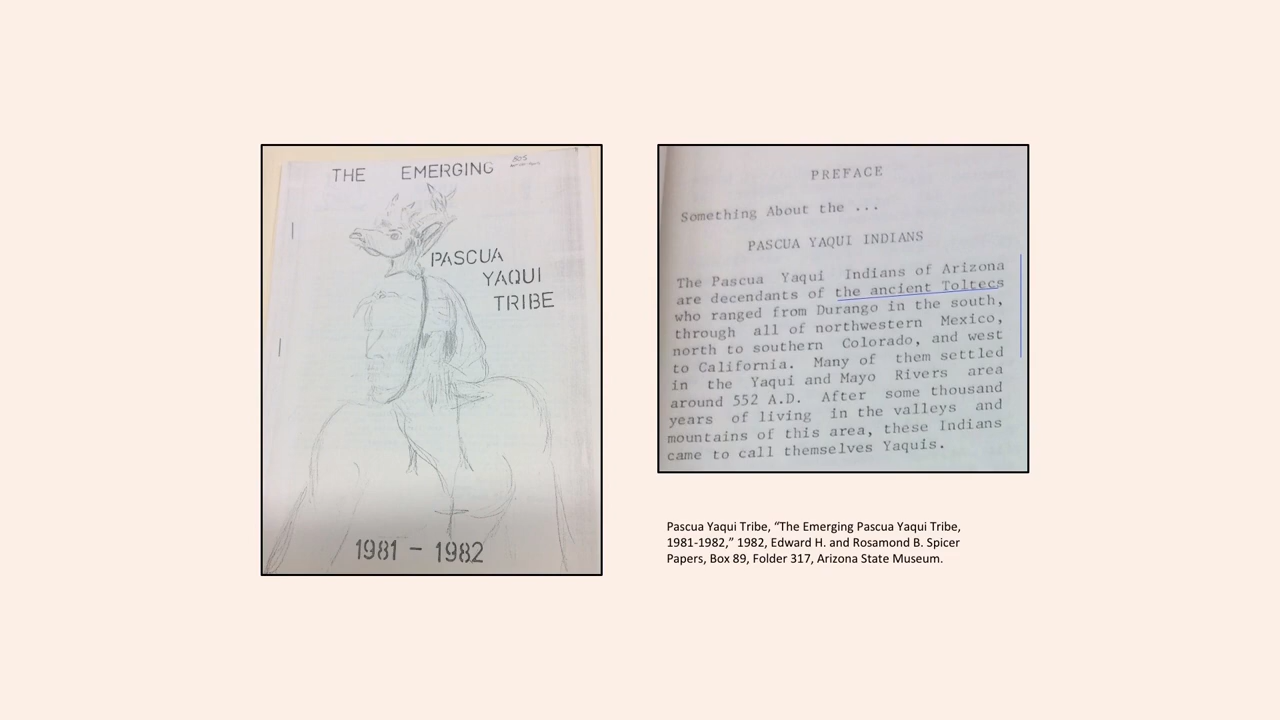 THE EMERGING
PASCUA
YAQUI
TRIBE
1981 - 1982
PREFACE
Something About the ...
PASCUA YAQUI INDIANS
The Pascua Yaqui Indians of Arizona
are decendants of the ancient Toltecs
who ranged from Durango in the south,
through all of northwestern Mexico,
north to southern Colorado, and west
to California. Many of them settled
in the Yaqui and Mayo Rivers area
around 552 A.D. After some thousand
years of living in the valleys and
mountains of this area, these Indians
came to call themselves Yaquis.
Pascua Yaqui Tribe, “The Emerging Pascua Yaqui Tribe,
1981-1982,” 1982, Edward H. and Rosamond B. Spicer
Papers, Box 89, Folder 317, Arizona State Museum.